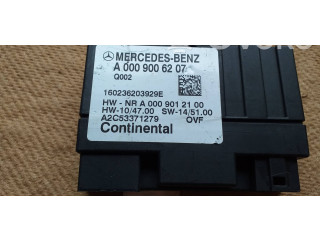 MERCEDES-BENZ
A 000 900 62 07
Q002
160236203929E
HW - NR A 000 901 21 00
HW-10/47.00 SW-14/51.00
A2C53371279 OVF
Continental